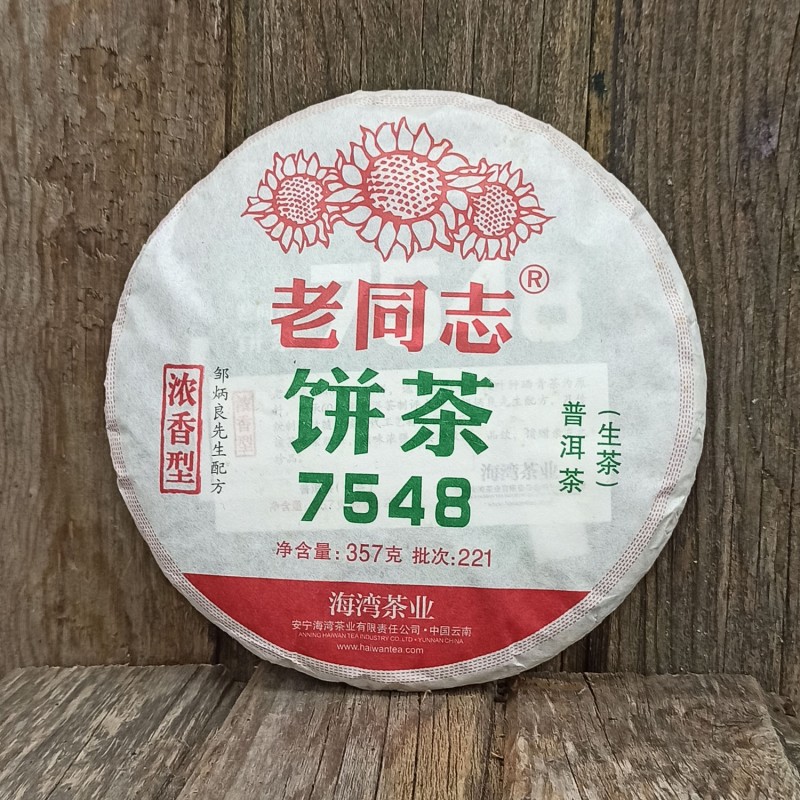 老同志®
饼茶
7548
浓香型
邹炳良先生配方
普洱茶
(生茶)
净含量:357克 批次:221
海湾茶业
安宁海湾茶业有限责任公司·中国云南
ANNING HAIWAN TEA INDUSTRY CO.,LTD·YUNNAN CHINA
www.haiwantea.com